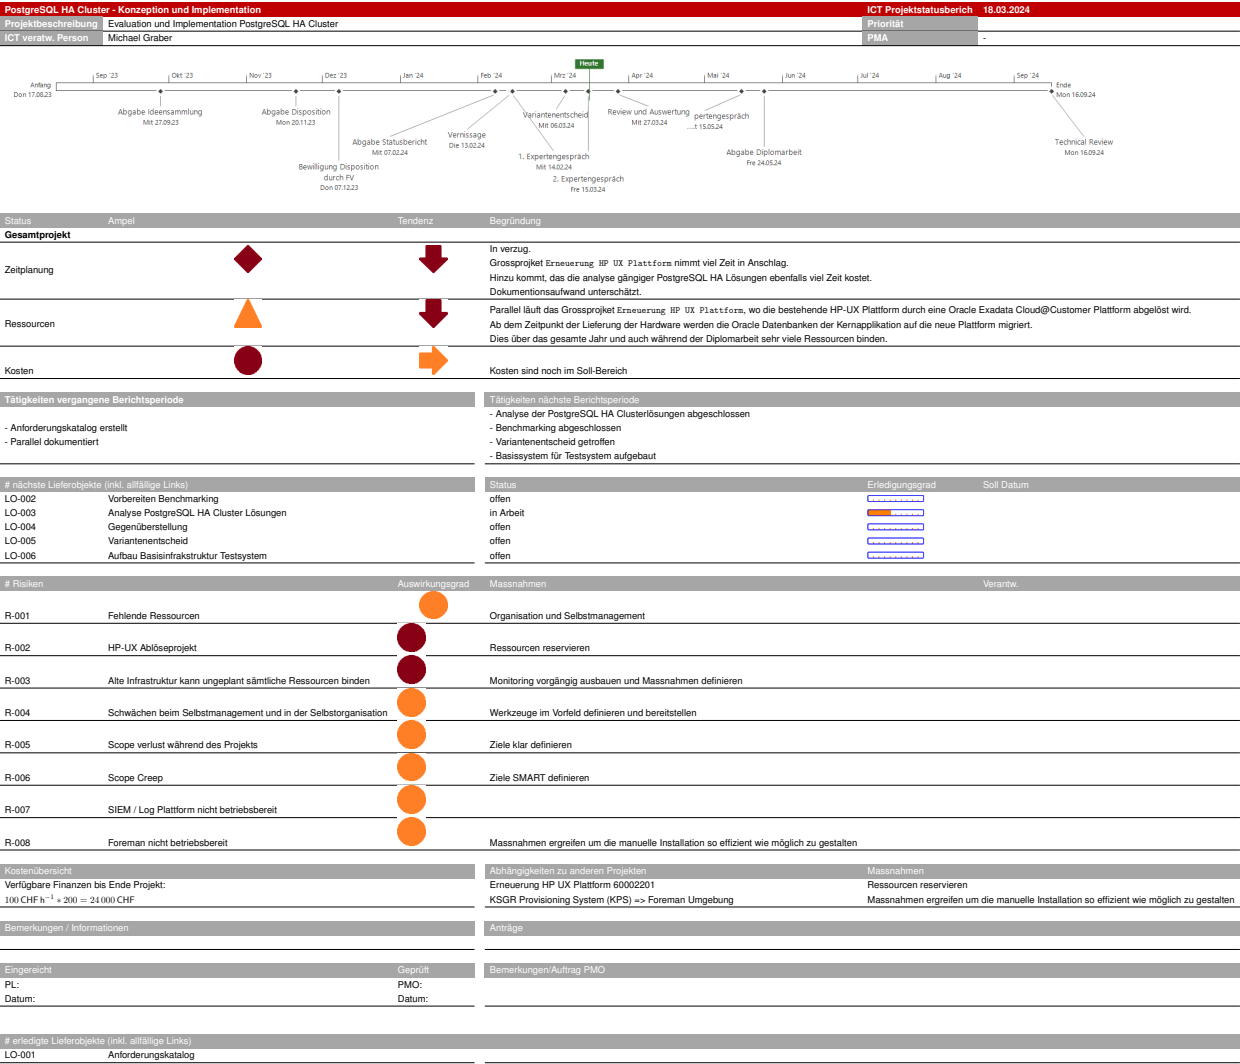 PostgreSQL HA Cluster - Konzeption und Implementation ICT Projektstatusberich 18.03.2024
Projektbeschreibung Evaluation und Implementation PostgreSQL HA Cluster Priorität
ICT veratw. Person Michael Graber PMA -
Heute
Sep '23 Okt '23 Nov '23 Dez '23 Jan '24 Feb '24 Mrz '24 Apr '24 Mai '24 Jun '24 Jul '24 Aug '24 Sep '24
Anfang
Don 17.08.23
Ende
Mon 16.09.24
Abgabe Ideensammlung
Mit 27.09.23
Abgabe Disposition
Mon 20.11.23
Bewilligung Disposition
durch FV
Don 07.12.23
Abgabe Statusbericht
Mit 07.02.24
Vernissage
Die 13.02.24
1. Expertengespräch
Mit 14.02.24
Variantenentscheid
Mit 06.03.24
2. Expertengespräch
Fre 15.03.24
Review und Auswertung
Mit 27.03.24
pertengespräch
...t 15.05.24
Abgabe Diplomarbeit
Fre 24.05.24
Technical Review
Mon 16.09.24
Status Ampel Tendenz Begründung
Gesamtprojekt
Zeitplanung
In verzug.
Grossprojket Erneuerung HP UX Plattform nimmt viel Zeit in Anschlag.
Hinzu kommt, das die analyse gängiger PostgreSQL HA Lösungen ebenfalls viel Zeit kostet.
Dokumentionsaufwand unterschätzt.
Ressourcen
Parallel läuft das Grossprojket Erneuerung HP UX Plattform, wo die bestehende HP-UX Plattform durch eine Oracle Exadata Cloud@Customer Plattform abgelöst wird.
Ab dem Zeitpunkt der Lieferung der Hardware werden die Oracle Datenbanken der Kernapplikation auf die neue Plattform migriert.
Dies über das gesamte Jahr und auch während der Diplomarbeit sehr viele Ressourcen binden.
Kosten Kosten sind noch im Soll-Bereich
Tätigkeiten vergangene Berichtsperiode
- Anforderungskatalog erstellt
- Parallel dokumentiert
Tätigkeiten nächste Berichtsperiode
- Analyse der PostgreSQL HA Clusterlösungen abgeschlossen
- Benchmarking abgeschlossen
- Variantenentscheid getroffen
- Basissystem für Testsystem aufgebaut
# nächste Lieferobjekte (inkl. allfällige Links) Status Erledigungsgrad Soll Datum
LO-002 Vorbereiten Benchmarking offen
LO-003 Analyse PostgreSQL HA Cluster Lösungen in Arbeit
LO-004 Gegenüberstellung offen
LO-005 Variantenentscheid offen
LO-006 Aufbau Basisinfrakstruktur Testsystem offen
# Risiken Auswirkungsgrad Massnahmen Verantw.
R-001 Fehlende Ressourcen Organisation und Selbstmanagement
R-002 HP-UX Ablöseprojekt Ressourcen reservieren
R-003 Alte Infrastruktur kann ungeplant sämtliche Ressourcen binden Monitoring vorgängig ausbauen und Massnahmen definieren
R-004 Schwächen beim Selbstmanagement und in der Selbstorganisation Werkzeuge im Vorfeld definieren und bereitstellen
R-005 Scope verlust während des Projekts Ziele klar definieren
R-006 Scope Creep Ziele SMART definieren
R-007 SIEM / Log Plattform nicht betriebsbereit
R-008 Foreman nicht betriebsbereit Massnahmen ergreifen um die manuelle Installation so effizient wie möglich zu gestalten
Kostenübersicht Abhängigkeiten zu anderen Projekten Massnahmen
Verfügbare Finanzen bis Ende Projekt: Erneuerung HP UX Plattform 60002201 Ressourcen reservieren
100 CHF h⁻¹ * 200 = 24 000 CHF KSGR Provisioning System (KPS) => Foreman Umgebung Massnahmen ergreifen um die manuelle Installation so effizient wie möglich zu gestalten
Bemerkungen / Informationen Anträge
Eingereicht Geprüft Bemerkungen/Auftrag PMO
PL: PMO:
Datum: Datum:
# erledigte Lieferobjekte (inkl. allfällige Links)
LO-001 Anforderungskatalog